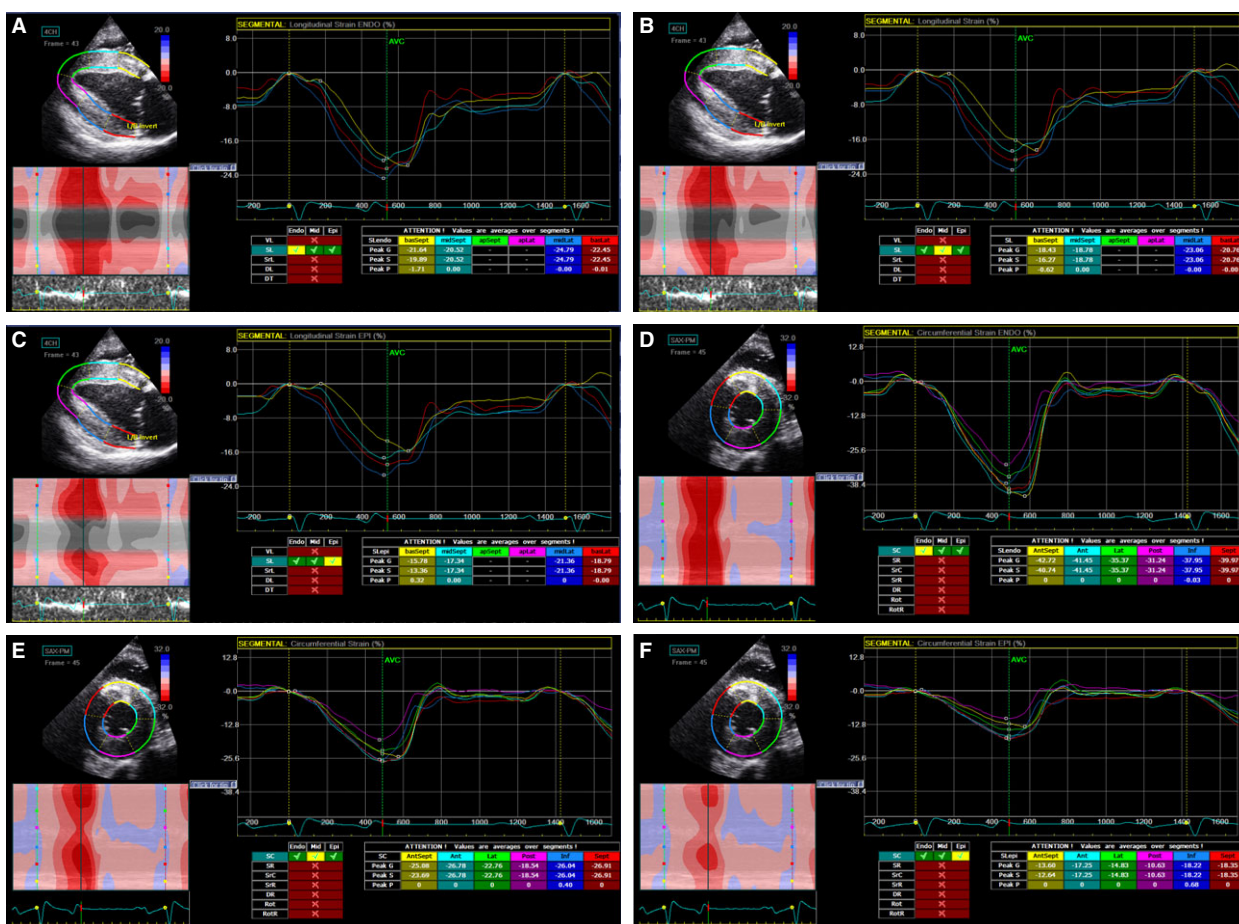 A
4CH
Frame = 43
20.0
-20.0
L/R Invert
SEGMENTAL: Longitudinal Strain ENDO (%)
AVC
8.0
0.0
-8.0
-16.0
-24.0
-200 200 400 600 800 1000 1200 1400 1600
Endo Mid Epi
VL
SL
SrL
DL
DT
ATTENTION ! Values are averages over segments!
SLendo basSept midSept apSept apLat midLat basLat
Peak G -21.64 -20.52 - - -24.79 -22.45
Peak S -19.89 -20.52 - - -24.79 -22.45
Peak P -1.71 0.00 - - -0.00 -0.01
B
4CH
Frame = 43
20.0
-20.0
L/R Invert
SEGMENTAL: Longitudinal Strain (%)
AVC
8.0
0.0
-8.0
-16.0
-24.0
-200 200 400 600 800 1000 1200 1400 1600
Endo Mid Epi
VL
SL
SrL
DL
DT
ATTENTION ! Values are averages over segments!
SL basSept midSept apSept apLat midLat basLat
Peak G -18.43 -18.78 - - -23.06 -20.76
Peak S -16.27 -18.78 - - -23.06 -20.76
Peak P -0.62 0.00 - - -0.00 -0.00
C
4CH
Frame = 43
20.0
-20.0
L/R Invert
SEGMENTAL: Longitudinal Strain EPI (%)
AVC
8.0
0.0
-8.0
-16.0
-24.0
-200 200 400 600 800 1000 1200 1400 1600
Endo Mid Epi
VL
SL
SrL
DL
DT
ATTENTION ! Values are averages over segments!
SLepi basSept midSept apSept apLat midLat basLat
Peak G -15.78 -17.34 - - -21.36 -18.79
Peak S -13.36 -17.34 - - -21.36 -18.79
Peak P 0.32 0.00 - - 0 -0.00
D
SAX-PM
Frame = 45
32.0
-32.0
%
SEGMENTAL: Circumferential Strain ENDO (%)
AVC
12.8
-0.0
-12.8
-25.6
-38.4
-200 200 400 600 800 1000 1200 1400 1600
Endo Mid Epi
SC
SR
SrC
SrR
DR
Rot
RotR
ATTENTION ! Values are averages over segments!
SLendo AntSept Ant Lat Post Inf Sept
Peak G -42.72 -41.45 -35.37 -31.24 -37.95 -39.97
Peak S -40.74 -41.45 -35.37 -31.24 -37.95 -39.97
Peak P 0 0 0 0 -0.03 0
E
SAX-PM
Frame = 45
32.0
-32.0
%
SEGMENTAL: Circumferential Strain (%)
AVC
12.8
-0.0
-12.8
-25.6
-38.4
-200 200 400 600 800 1000 1200 1400 1600
Endo Mid Epi
SC
SR
SrC
SrR
DR
Rot
RotR
ATTENTION ! Values are averages over segments!
SC AntSept Ant Lat Post Inf Sept
Peak G -25.08 -26.78 -22.76 -18.54 -26.04 -26.91
Peak S -23.69 -26.78 -22.76 -18.54 -26.04 -26.91
Peak P 0 0 0 0 0.40 0
F
SAX-PM
Frame = 45
32.0
-32.0
%
SEGMENTAL: Circumferential Strain EPI (%)
AVC
12.8
-0.0
-12.8
-25.6
-38.4
-200 200 400 600 800 1000 1200 1400 1600
Endo Mid Epi
SC
SR
SrC
SrR
DR
Rot
RotR
ATTENTION ! Values are averages over segments!
SLepi AntSept Ant Lat Post Inf Sept
Peak G -13.60 -17.25 -14.83 -10.63 -18.22 -18.35
Peak S -12.64 -17.25 -14.83 -10.63 -18.22 -18.35
Peak P 0 0 0 0 0.68 0